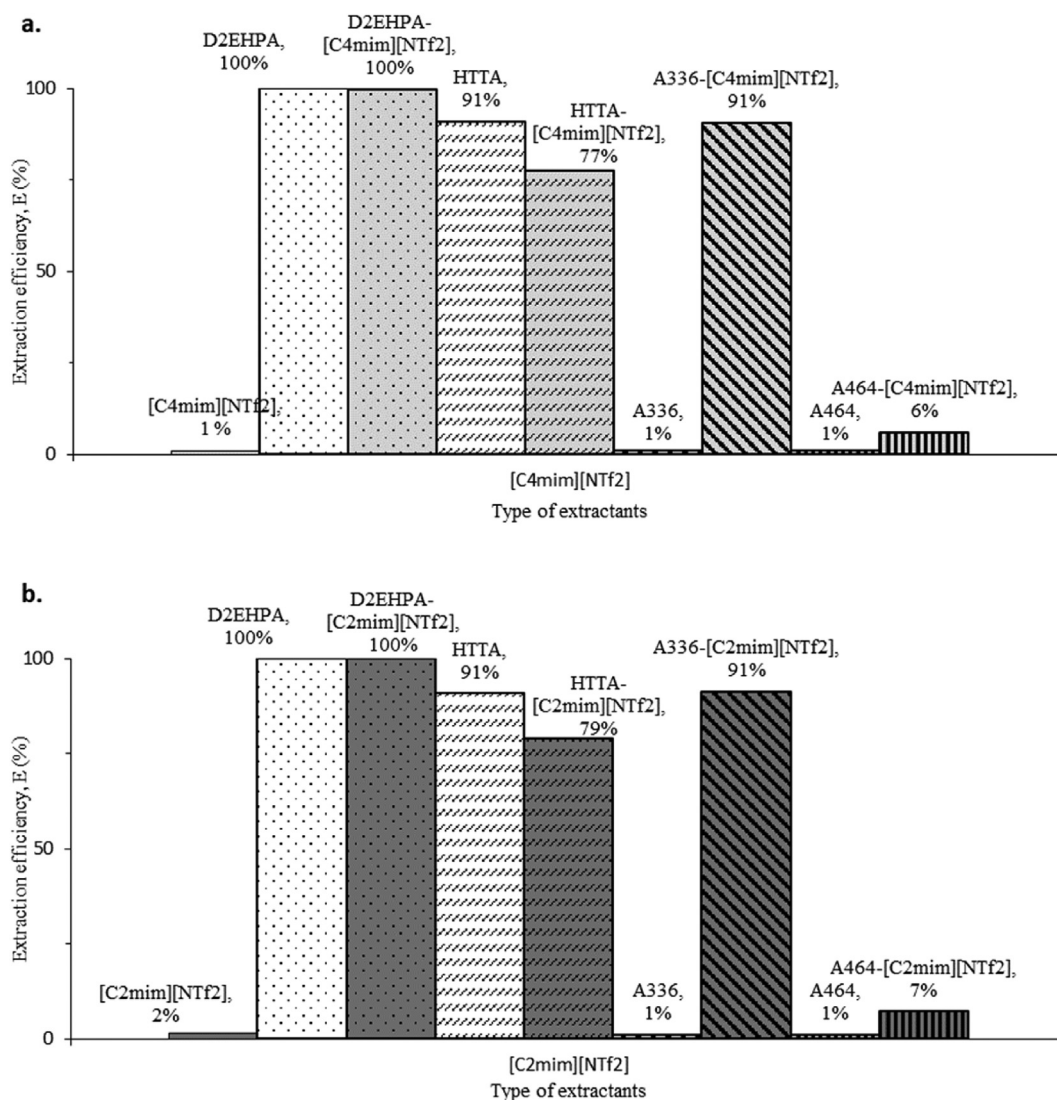 a.
D2EHPA,
100%
D2EHPA-
[C4mim][NTf2],
100%
HTTA,
91%
HTTA-
[C4mim][NTf2],
77%
A336-[C4mim][NTf2],
91%
[C4mim][NTf2],
1%
A336,
1%
A464,
1%
A464-[C4mim][NTf2],
6%
Extraction efficiency, E (%)
100
50
0
[C4mim][NTf2]
Type of extractants
b.
D2EHPA,
100%
D2EHPA-
[C2mim][NTf2],
100%
HTTA,
91%
HTTA-
[C2mim][NTf2],
79%
A336-[C2mim][NTf2],
91%
[C2mim][NTf2],
2%
A336,
1%
A464,
1%
A464-[C2mim][NTf2],
7%
Extraction efficiency, E (%)
100
50
0
[C2mim][NTf2]
Type of extractants